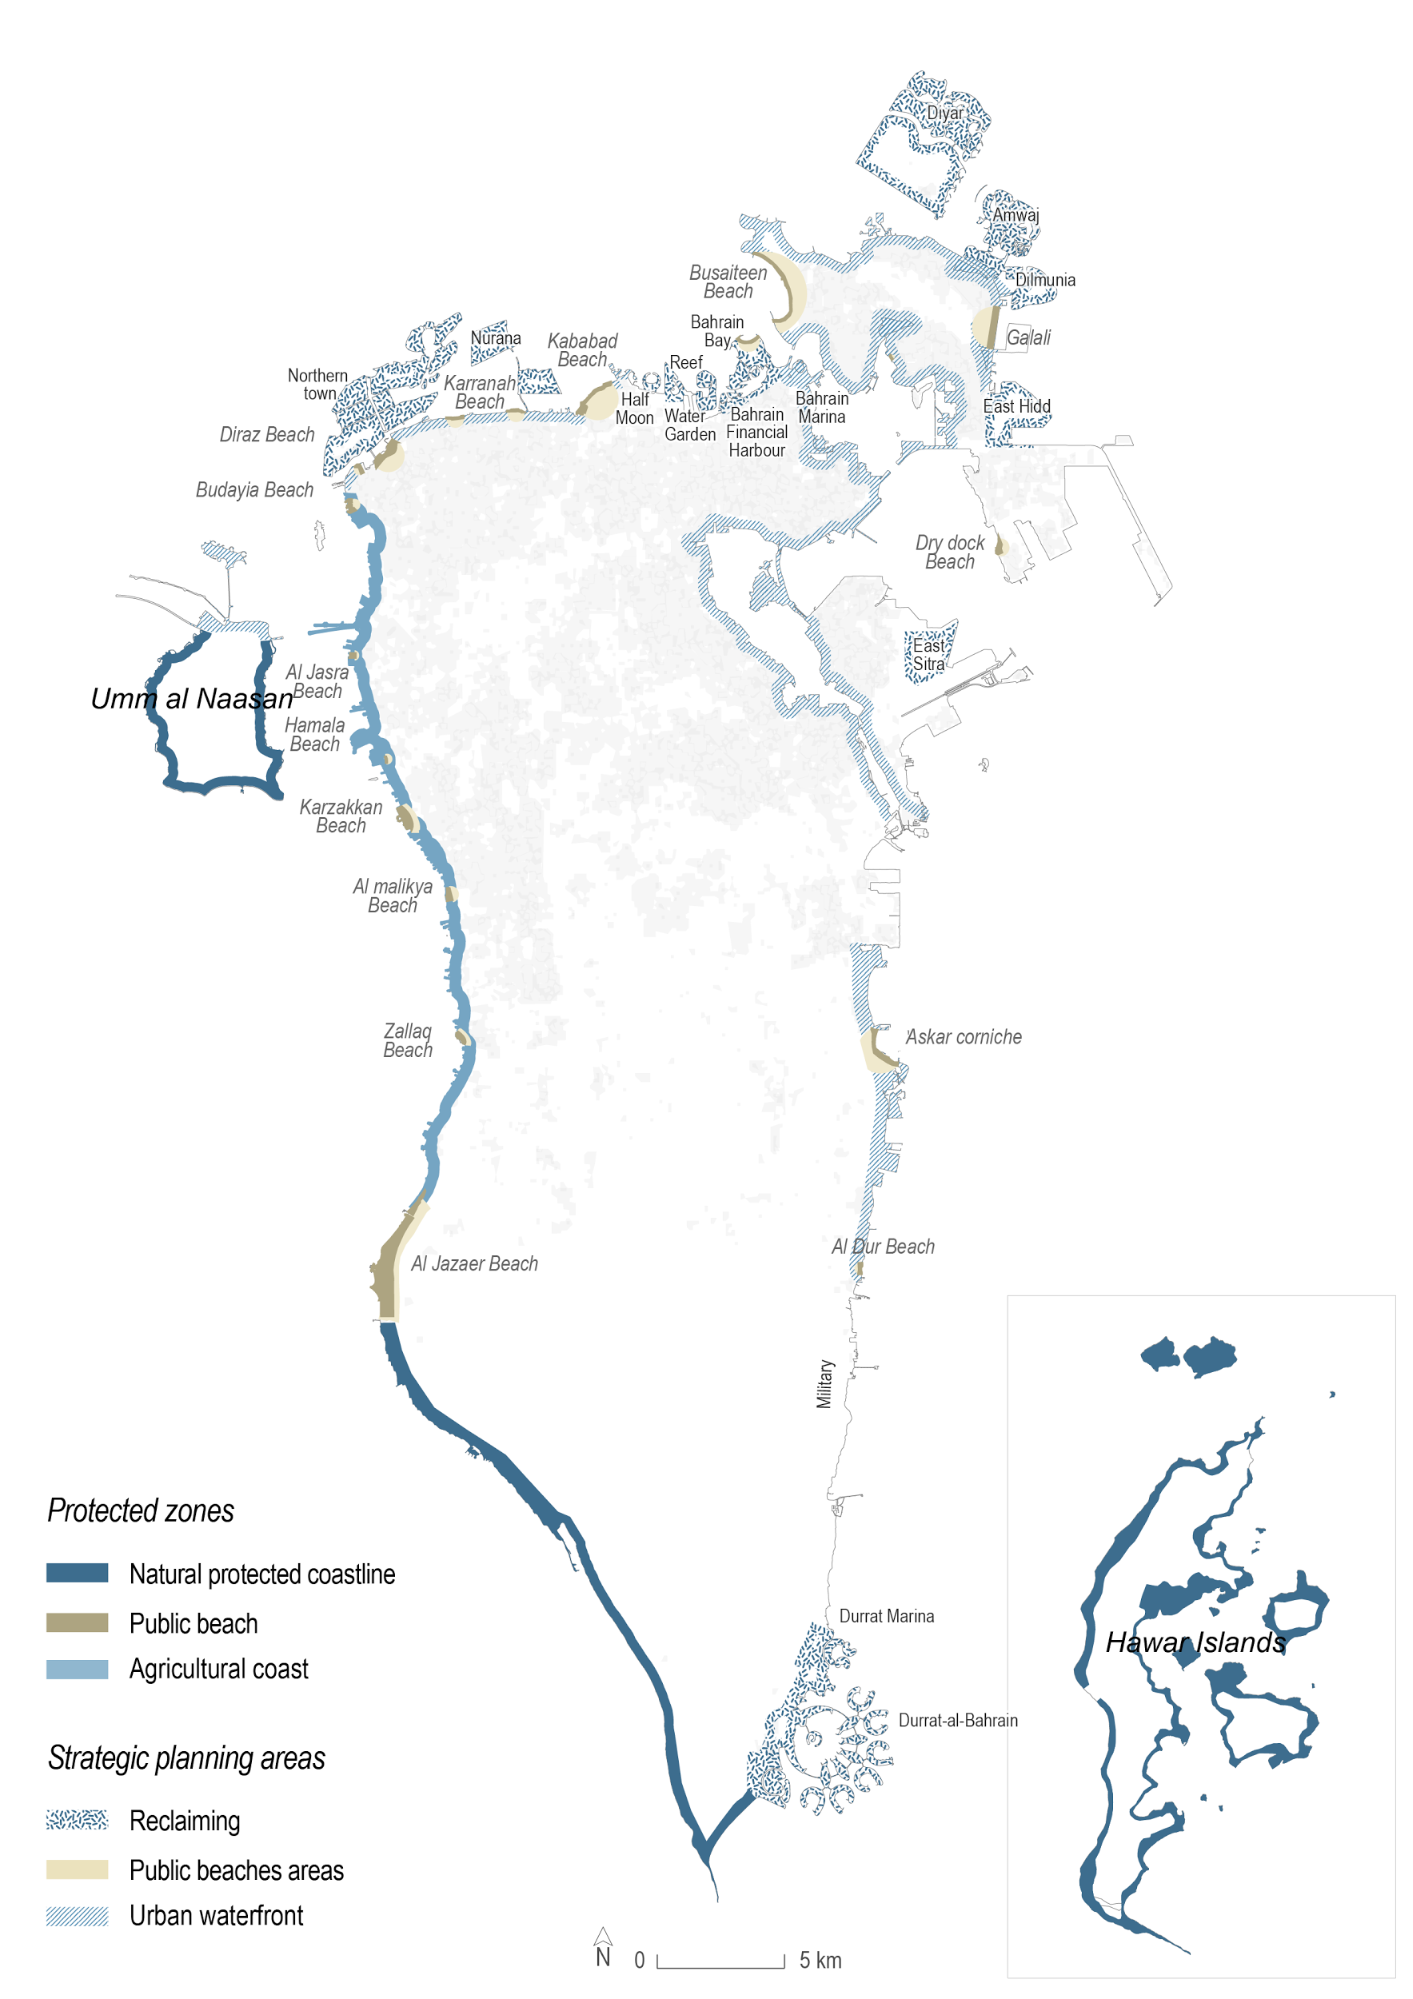 Diyar
Amwaj
Dilmunia
Busaiteen
Beach
Bahrain
Bay
Galali
Nurana
Kababad
Beach
Reef
Northern
town
Karranah
Beach
Half
Moon
Water
Garden
Bahrain
Financial
Harbour
Bahrain
Marina
East Hidd
Diraz Beach
Budayia Beach
Dry dock
Beach
East
Sitra
Al Jasra
Beach
Umm al Naasan
Hamala
Beach
Karzakkan
Beach
Al malikya
Beach
Zallaq
Beach
'Askar corniche
Al Dur Beach
Al Jazaer Beach
Military
Durrat Marina
Durrat-al-Bahrain
Hawar Islands
Protected zones
Natural protected coastline
Public beach
Agricultural coast
Strategic planning areas
Reclaiming
Public beaches areas
Urban waterfront
N
0 5 km